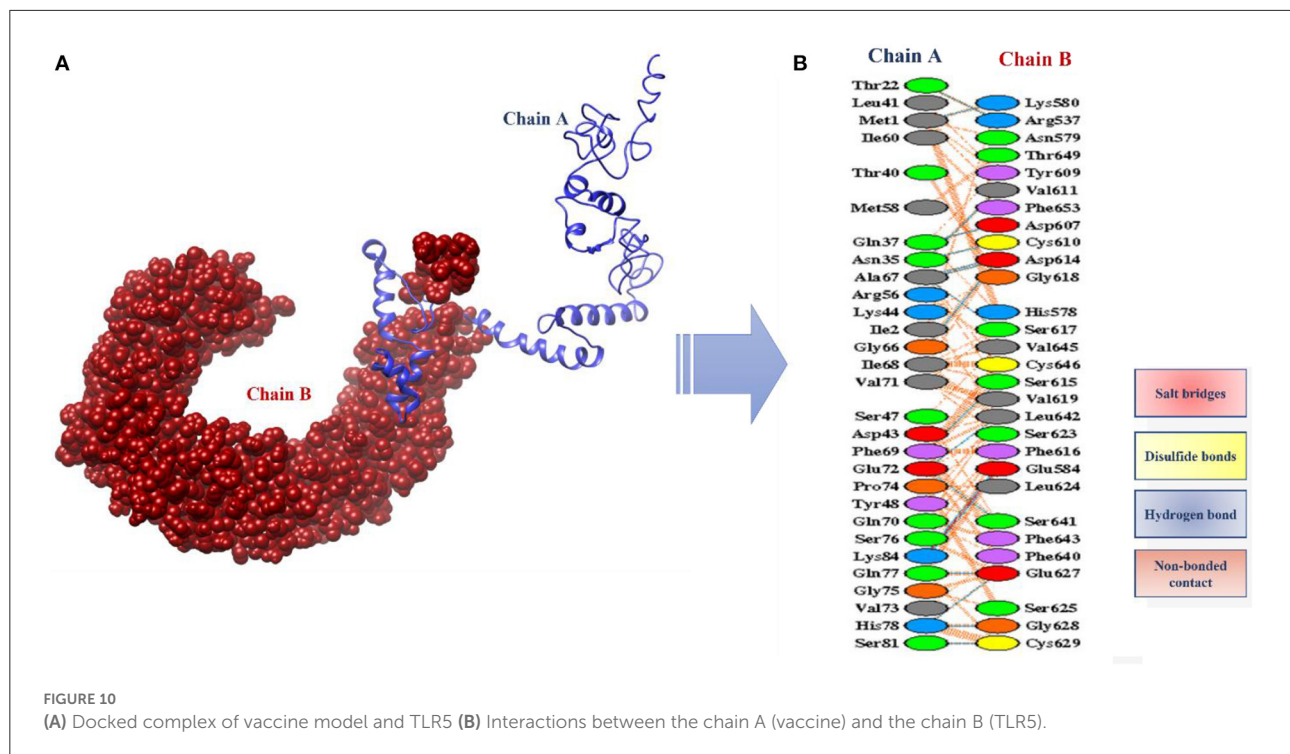 A
Chain A
Chain B
B
Chain A
Chain B
Thr22
Leu41
Met1
Ile60
Thr40
Met58
Gln37
Asn35
Ala67
Arg56
Lys44
Ile2
Gly66
Ile68
Val71
Ser47
Asp43
Phe69
Glu72
Pro74
Tyr48
Gln70
Ser76
Lys84
Gln77
Gly75
Val73
His78
Ser81
Lys580
Arg537
Asn579
Thr649
Tyr609
Val611
Phe653
Asp607
Cys610
Asp614
Gly618
His578
Ser617
Val645
Cys646
Ser615
Val619
Leu642
Ser623
Phe616
Glu584
Leu624
Ser641
Phe643
Phe640
Glu627
Ser625
Gly628
Cys629
Salt bridges
Disulfide bonds
Hydrogen bond
Non-bonded
contact
FIGURE 10
(A) Docked complex of vaccine model and TLR5 (B) Interactions between the chain A (vaccine) and the chain B (TLR5).